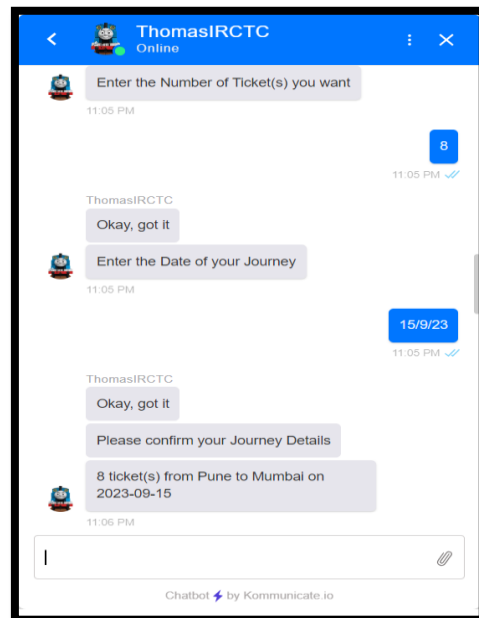 ThomasIRCTC
Online
Enter the Number of Ticket(s) you want
11:05 PM
8
11:05 PM
ThomasIRCTC
Okay, got it
Enter the Date of your Journey
11:05 PM
15/9/23
11:05 PM
ThomasIRCTC
Okay, got it
Please confirm your Journey Details
8 ticket(s) from Pune to Mumbai on
2023-09-15
11:06 PM
Chatbot by Kommunicate.io